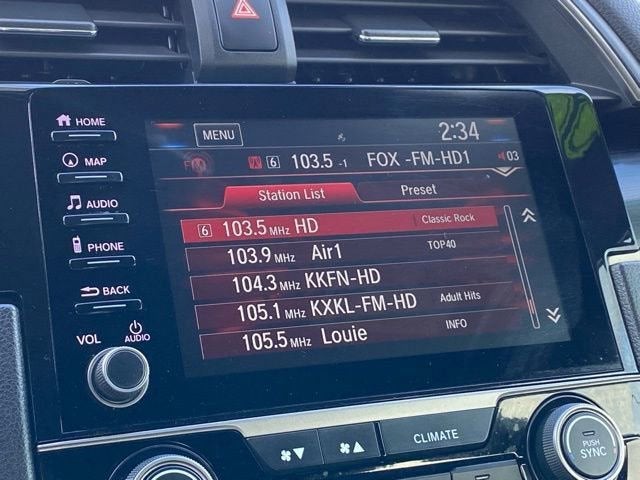 HOME
MAP
AUDIO
PHONE
BACK
VOL AUDIO
MENU 2:34
FM 6 103.5 -1 FOX -FM-HD1 03
Station List Preset
6 103.5 MHz HD Classic Rock
103.9 MHz Air1 TOP40
104.3 MHz KKFN-HD
105.1 MHz KXKL-FM-HD Adult Hits
105.5 MHz Louie INFO
CLIMATE
PUSH
SYNC